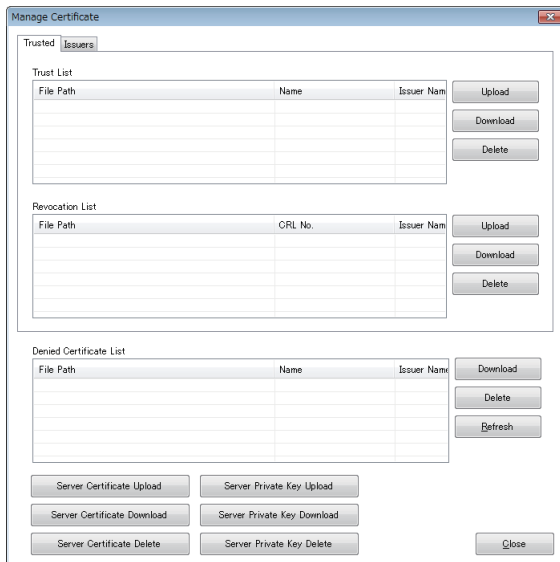 Manage Certificate
Trusted Issuers
Trust List
File Path Name Issuer Nam
Upload
Download
Delete
Revocation List
File Path CRL No. Issuer Nam
Upload
Download
Delete
Denied Certificate List
File Path Name Issuer Name
Download
Delete
Refresh
Server Certificate Upload Server Private Key Upload
Server Certificate Download Server Private Key Download
Server Certificate Delete Server Private Key Delete Close